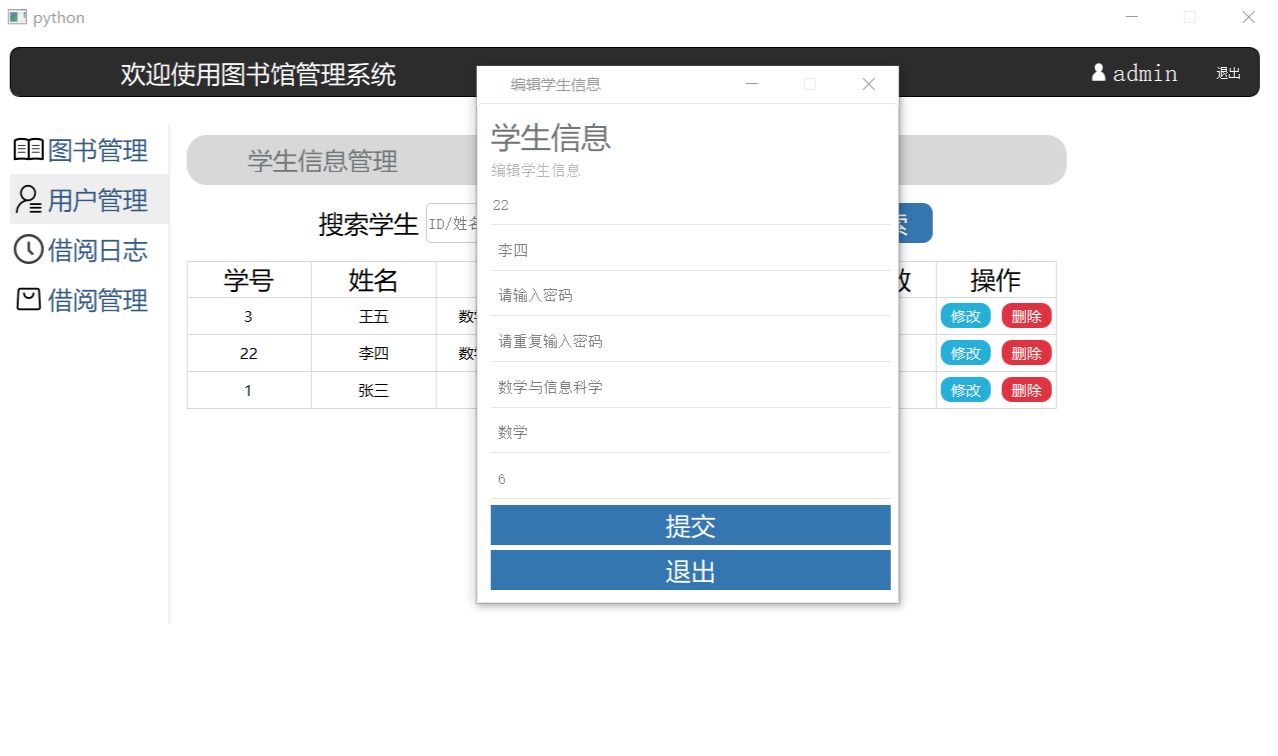 python
欢迎使用图书馆管理系统
admin
退出
图书管理
用户管理
借阅日志
借阅管理
学生信息管理
搜索学生
ID/姓名
索
学号 姓名 数 操作
3 王五 数学 修改 删除
22 李四 数学 修改 删除
1 张三 修改 删除
编辑学生信息
学生信息
编辑学生信息
22
李四
请输入密码
请重复输入密码
数学与信息科学
数学
6
提交
退出